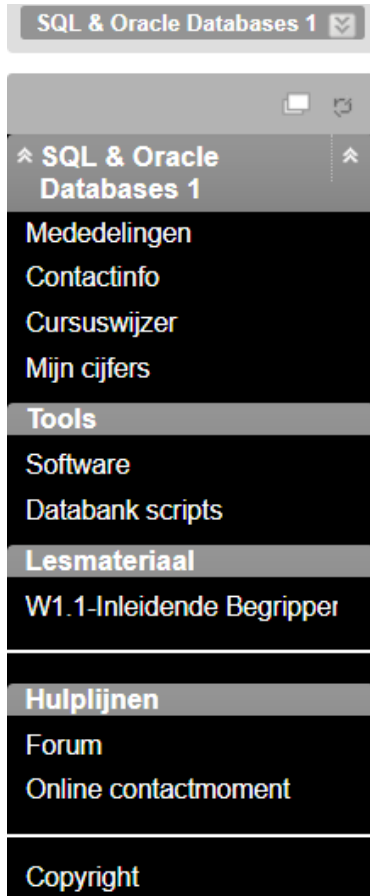 SQL & Oracle Databases 1
SQL & Oracle
Databases 1
Mededelingen
Contactinfo
Cursuswijzer
Mijn cijfers
Tools
Software
Databank scripts
Lesmateriaal
W1.1-Inleidende Begrippen
Hulplijnen
Forum
Online contactmoment
Copyright